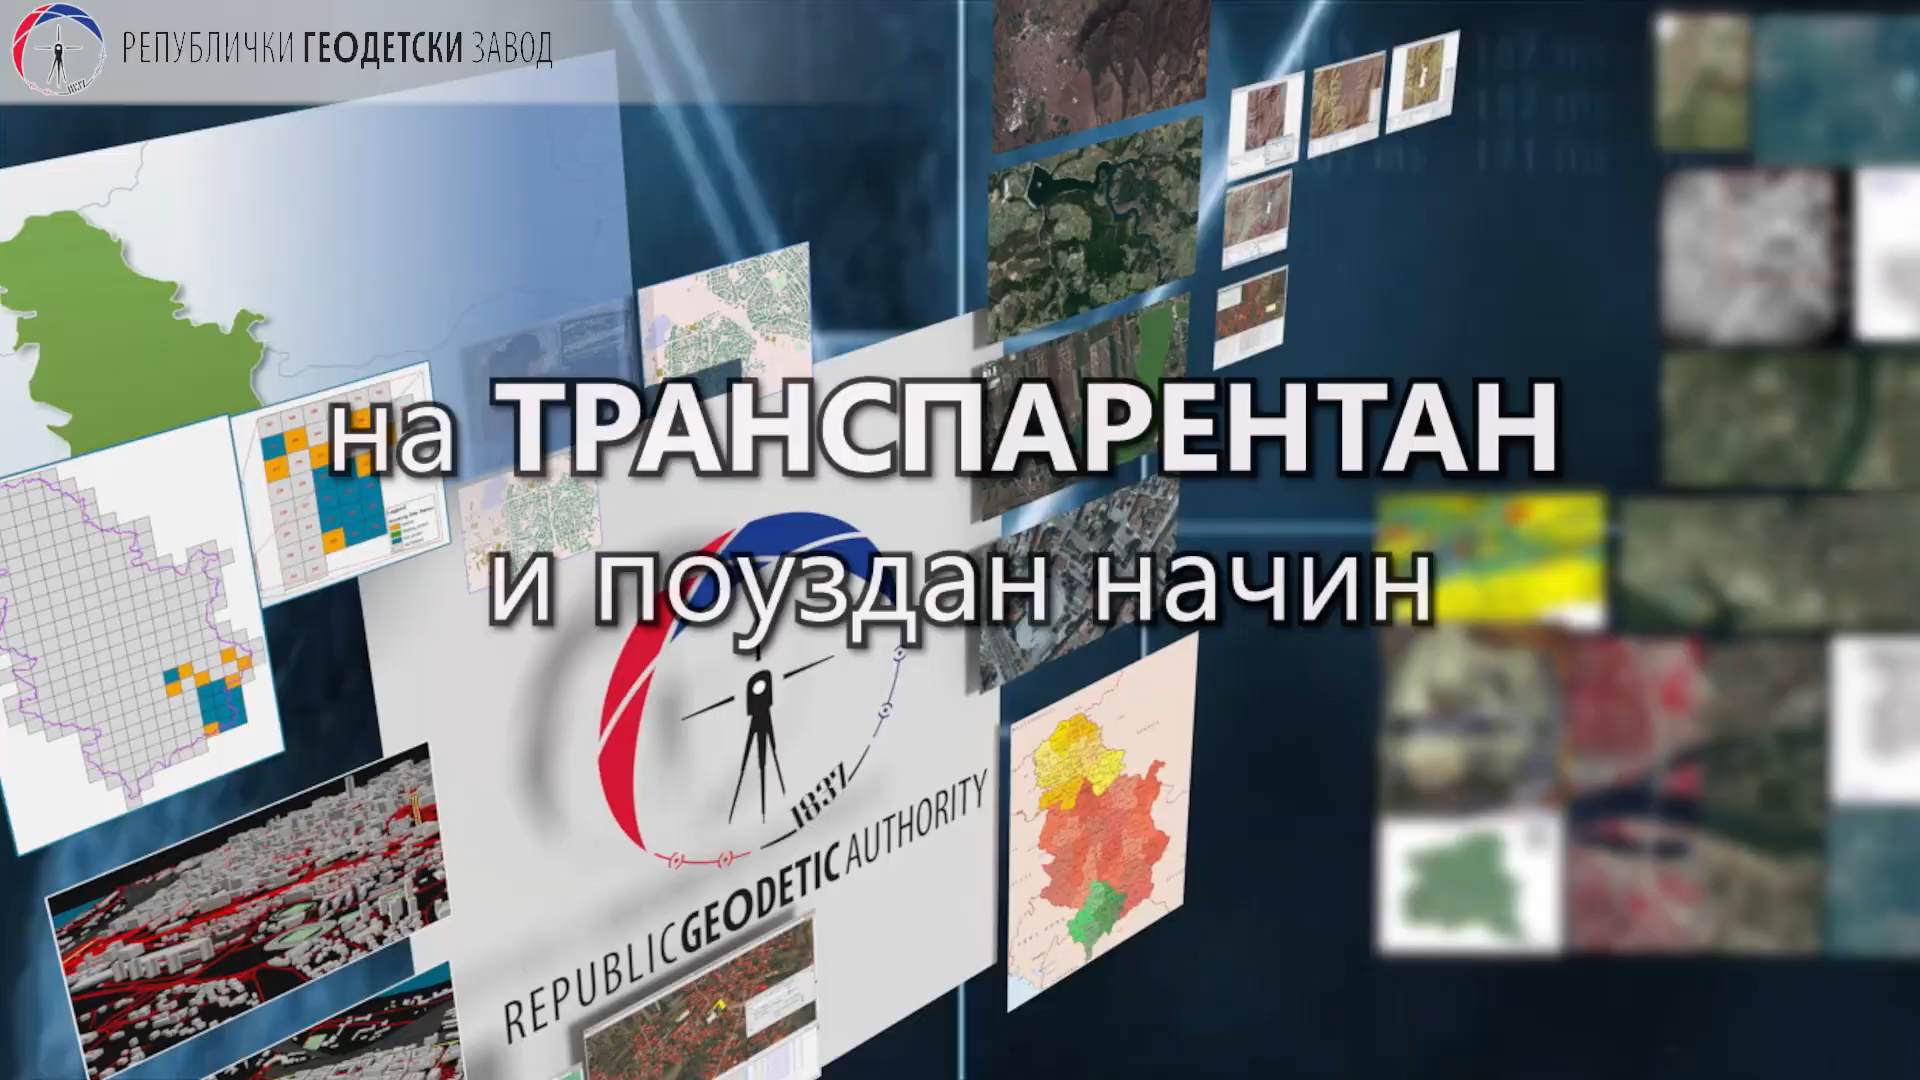 РЕПУБЛИЧКИ ГЕОДЕТСКИ ЗАВОД
на ТРАНСПАРЕНТАН
и поуздан начин
1837
REPUBLIC GEODETIC AUTHORITY